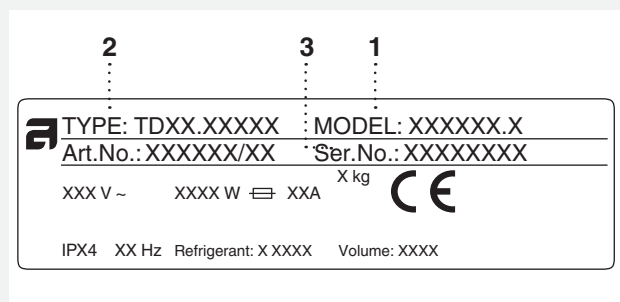 2 3 1
TYPE: TDXX.XXXXX MODEL: XXXXXX.X
Art.No.: XXXXXX/XX Ser.No.: XXXXXXXX
X kg
XXX V ~ XXXX W XXA CE
IPX4 XX Hz Refrigerant: X XXXX Volume: XXXX